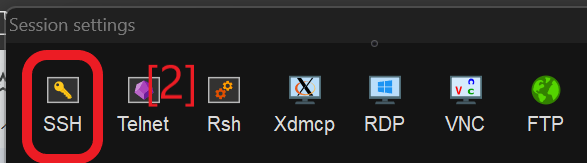 Session settings
[2]
SSH Telnet Rsh Xdmcp RDP VNC FTP